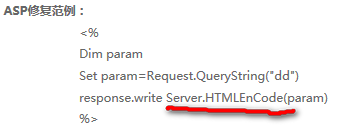 ASP修复范例：
<%
Dim param
Set param=Request.QueryString("dd")
response.write Server.HTMLEnCode(param)
%>